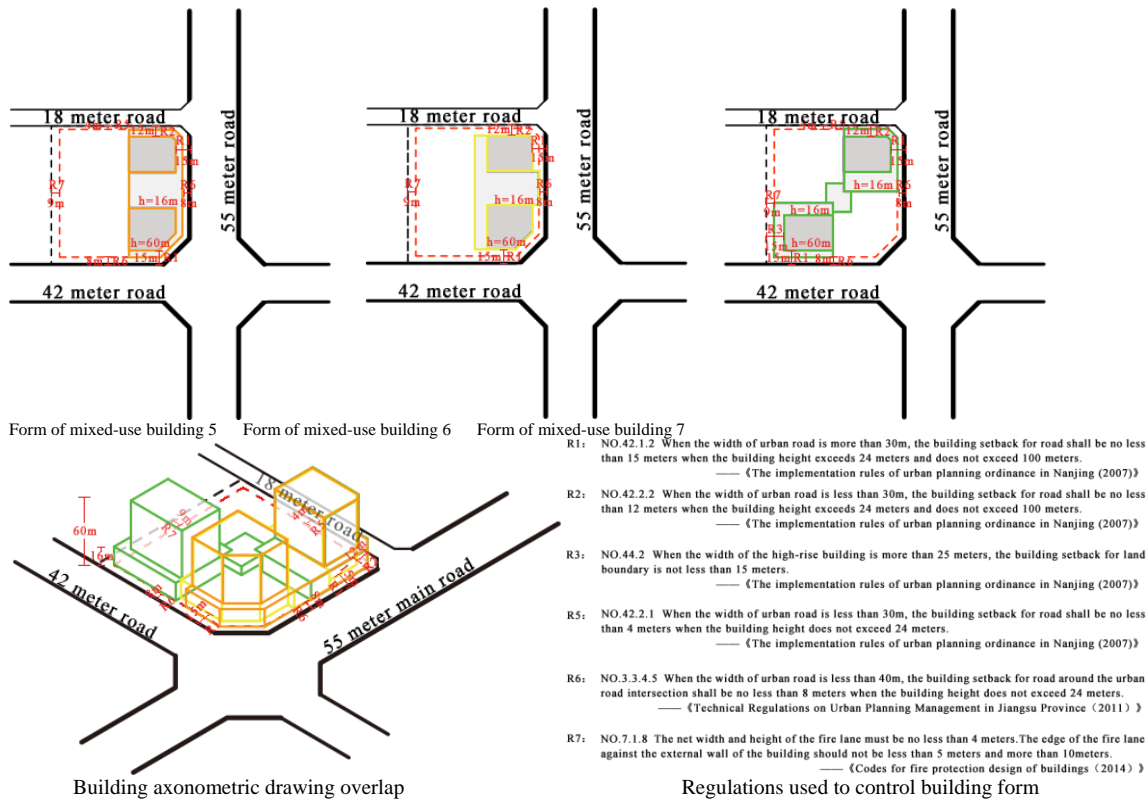 18 meter road
4m R5
12m R2
R1
15m
R7
9m
R6
8m
h=16m
h=60m
8m R6
15m R1
55 meter road
42 meter road
18 meter road
12m R2
R1
15m
R7
9m
R6
8m
h=16m
h=60m
15m R1
55 meter road
42 meter road
18 meter road
12m R2
R1
15m
h=16m
R6
8m
R7
9m
h=16m
R3
15m
h=60m
15m R1 8m R6
55 meter road
42 meter road
Form of mixed-use building 5
Form of mixed-use building 6
Form of mixed-use building 7
18 meter road
60m
16m
42 meter road
55 meter main road
Building axonometric drawing overlap
R1: NO.42.1.2 When the width of urban road is more than 30m, the building setback for road shall be no less
than 15 meters when the building height exceeds 24 meters and does not exceed 100 meters.
——《The implementation rules of urban planning ordinance in Nanjing (2007)》
R2: NO.42.2.2 When the width of urban road is less than 30m, the building setback for road shall be no less
than 12 meters when the building height exceeds 24 meters and does not exceed 100 meters.
——《The implementation rules of urban planning ordinance in Nanjing (2007)》
R3: NO.44.2 When the width of the high-rise building is more than 25 meters, the building setback for land
boundary is not less than 15 meters.
——《The implementation rules of urban planning ordinance in Nanjing (2007)》
R5: NO.42.2.1 When the width of urban road is less than 30m, the building setback for road shall be no less
than 4 meters when the building height does not exceed 24 meters.
——《The implementation rules of urban planning ordinance in Nanjing (2007)》
R6: NO.3.3.4.5 When the width of urban road is less than 40m, the building setback for road around the urban
road intersection shall be no less than 8 meters when the building height does not exceed 24 meters.
——《Technical Regulations on Urban Planning Management in Jiangsu Province（2011）》
R7: NO.7.1.8 The net width and height of the fire lane must be no less than 4 meters.The edge of the fire lane
against the external wall of the building should not be less than 5 meters and more than 10meters.
——《Codes for fire protection design of buildings（2014）》
Regulations used to control building form